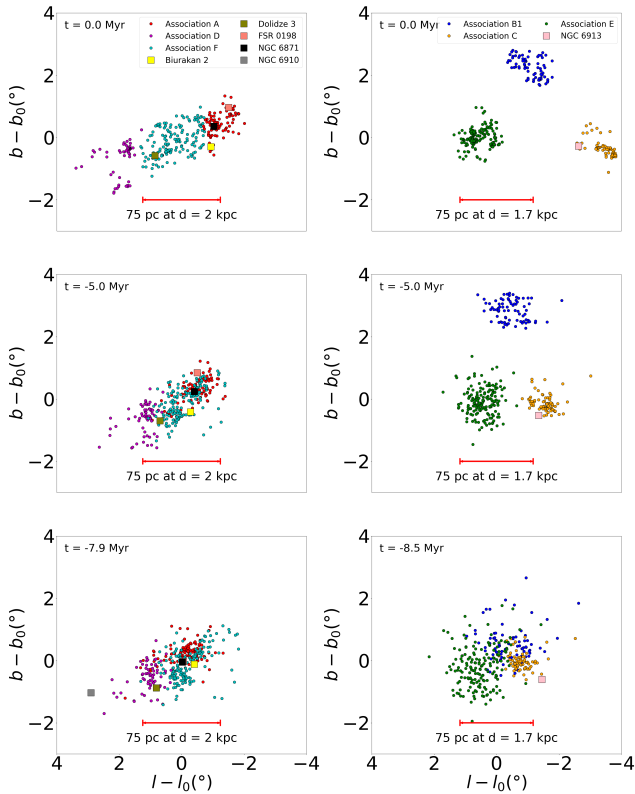 t = 0.0 Myr
Association A
Association D
Association F
Biurakan 2
Dolidze 3
FSR 0198
NGC 6871
NGC 6910
4
2
0
−2
b − b0(°)
75 pc at d = 2 kpc
t = 0.0 Myr
Association B1
Association C
Association E
NGC 6913
4
2
0
−2
b − b0(°)
75 pc at d = 1.7 kpc
t = -5.0 Myr
4
2
0
−2
b − b0(°)
75 pc at d = 2 kpc
t = -5.0 Myr
4
2
0
−2
b − b0(°)
75 pc at d = 1.7 kpc
t = -7.9 Myr
4
2
0
−2
b − b0(°)
75 pc at d = 2 kpc
4 2 0 −2 −4
l − l0(°)
t = -8.5 Myr
4
2
0
−2
b − b0(°)
75 pc at d = 1.7 kpc
4 2 0 −2 −4
l − l0(°)